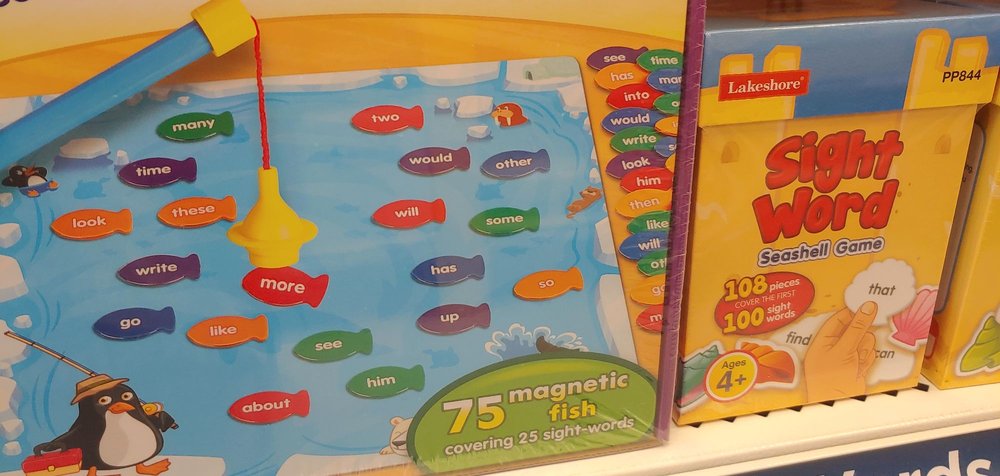 many
two
time
would
other
look
these
will
some
write
more
has
so
go
like
see
up
him
about
75 magnetic
fish
covering 25 sight-words
see
time
has
into
would
write
look
him
then
like
will
go
Lakeshore®
PP844
Sight
Word
Seashell Game
108 pieces
COVER THE FIRST
100 sight
words
that
find
can
Ages
4+